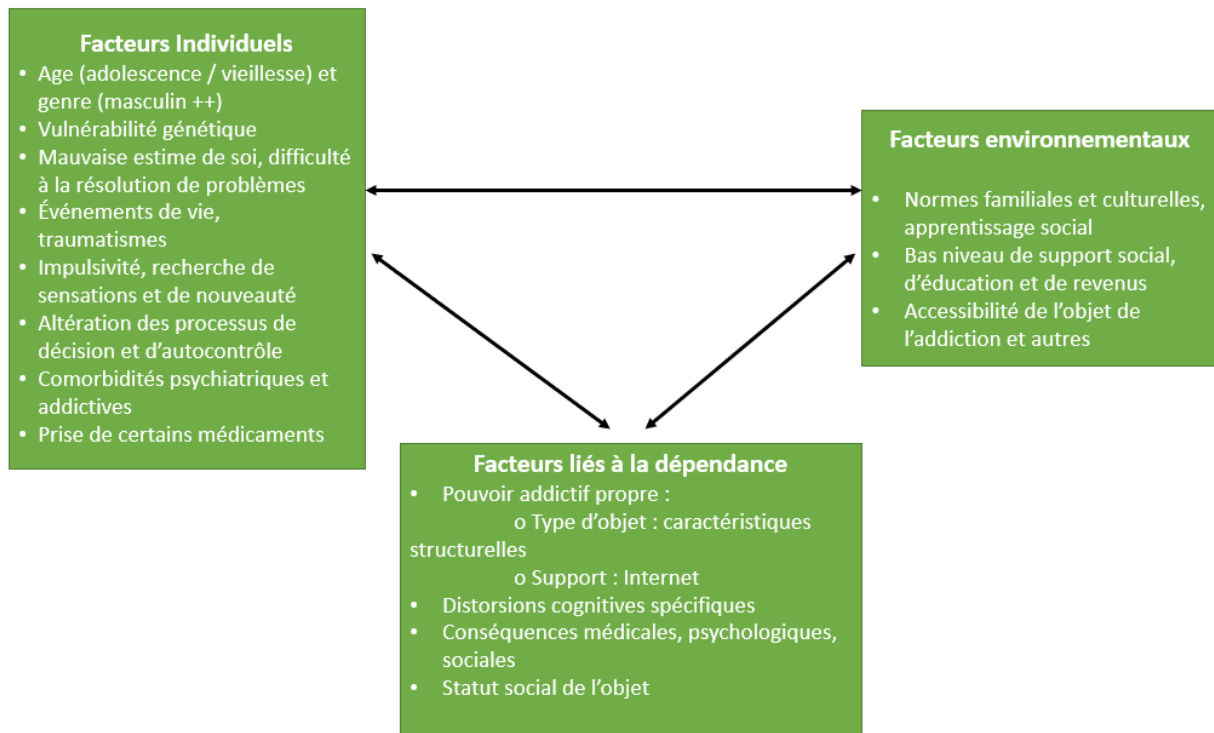 Facteurs Individuels
• Age (adolescence / vieillesse) et
genre (masculin ++)
• Vulnérabilité génétique
• Mauvaise estime de soi, difficulté
à la résolution de problèmes
• Événements de vie,
traumatismes
• Impulsivité, recherche de
sensations et de nouveauté
• Altération des processus de
décision et d'autocontrôle
• Comorbidités psychiatriques et
addictives
• Prise de certains médicaments
Facteurs environnementaux
• Normes familiales et culturelles,
apprentissage social
• Bas niveau de support social,
d'éducation et de revenus
• Accessibilité de l'objet de
l'addiction et autres
Facteurs liés à la dépendance
• Pouvoir addictif propre :
o Type d'objet : caractéristiques
structurelles
o Support : Internet
• Distorsions cognitives spécifiques
• Conséquences médicales, psychologiques,
sociales
• Statut social de l'objet